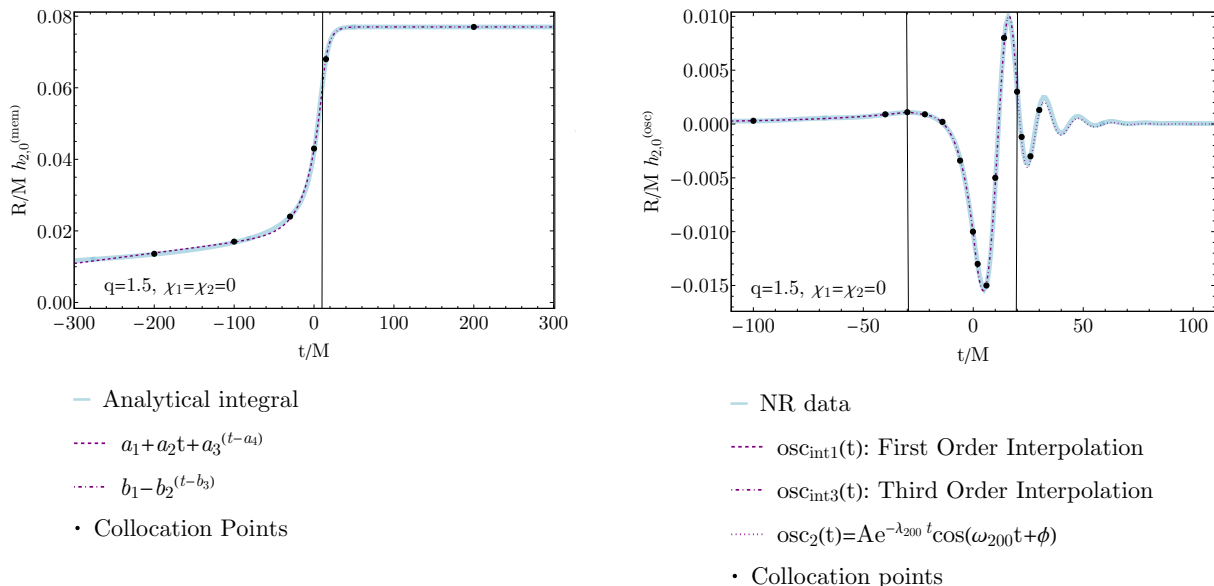 0.08
0.06
0.04
0.02
0.00
R/M h2,0(mem)
q=1.5, χ1=χ2=0
-300 -200 -100 0 100 200 300
t/M
Analytical integral
a1+a2t+a3(t-a4)
b1-b2(t-b3)
Collocation Points
0.010
0.005
0.000
-0.005
-0.010
-0.015
R/M h2,0(osc)
q=1.5, χ1=χ2=0
-100 -50 0 50 100
t/M
NR data
oscint1(t): First Order Interpolation
oscint3(t): Third Order Interpolation
osc2(t)=Ae-λ200 tcos(ω200t+ϕ)
Collocation points